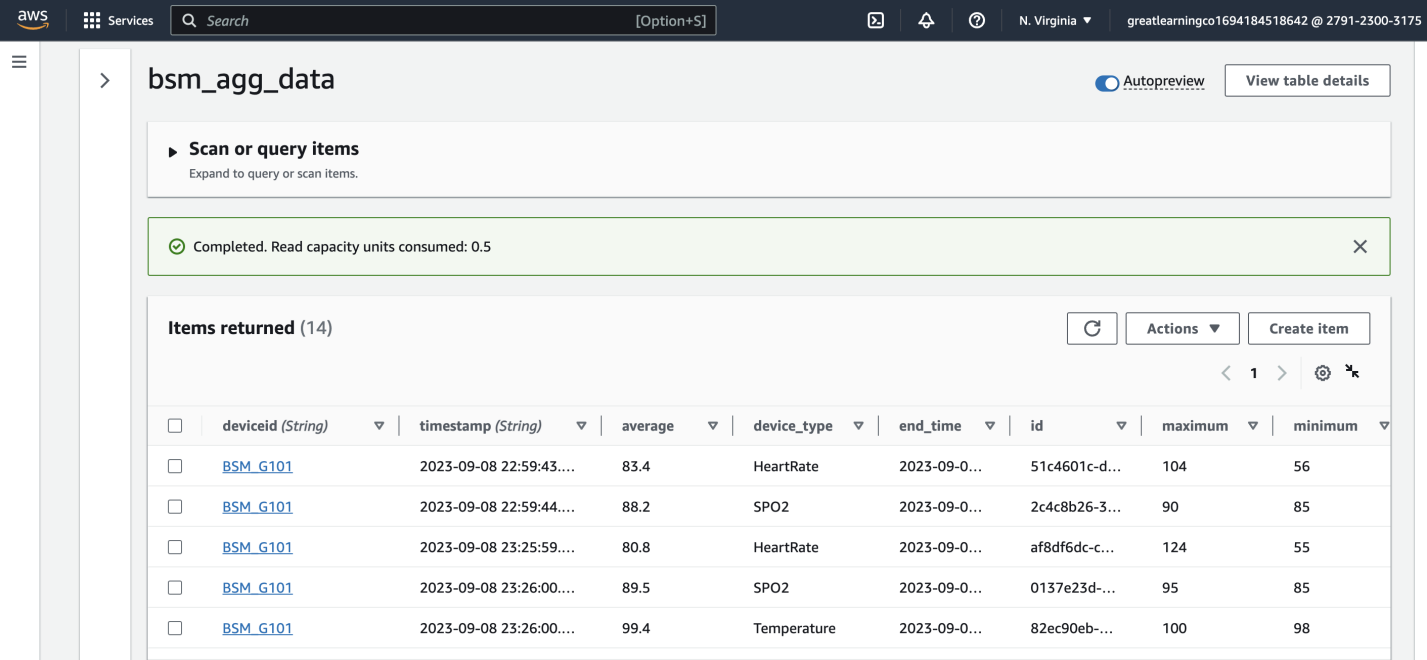 aws Services Search [Option+S] N. Virginia greatlearningco1694184518642 @ 2791-2300-3175
bsm_agg_data
Autopreview View table details
Scan or query items
Expand to query or scan items.
Completed. Read capacity units consumed: 0.5
Items returned (14)
Actions Create item
1
deviceid (String) timestamp (String) average device_type end_time id maximum minimum
BSM_G101 2023-09-08 22:59:43.... 83.4 HeartRate 2023-09-0... 51c4601c-d... 104 56
BSM_G101 2023-09-08 22:59:44.... 88.2 SPO2 2023-09-0... 2c4c8b26-3... 90 85
BSM_G101 2023-09-08 23:25:59.... 80.8 HeartRate 2023-09-0... af8df6dc-c... 124 55
BSM_G101 2023-09-08 23:26:00.... 89.5 SPO2 2023-09-0... 0137e23d-... 95 85
BSM_G101 2023-09-08 23:26:00.... 99.4 Temperature 2023-09-0... 82ec90eb-... 100 98